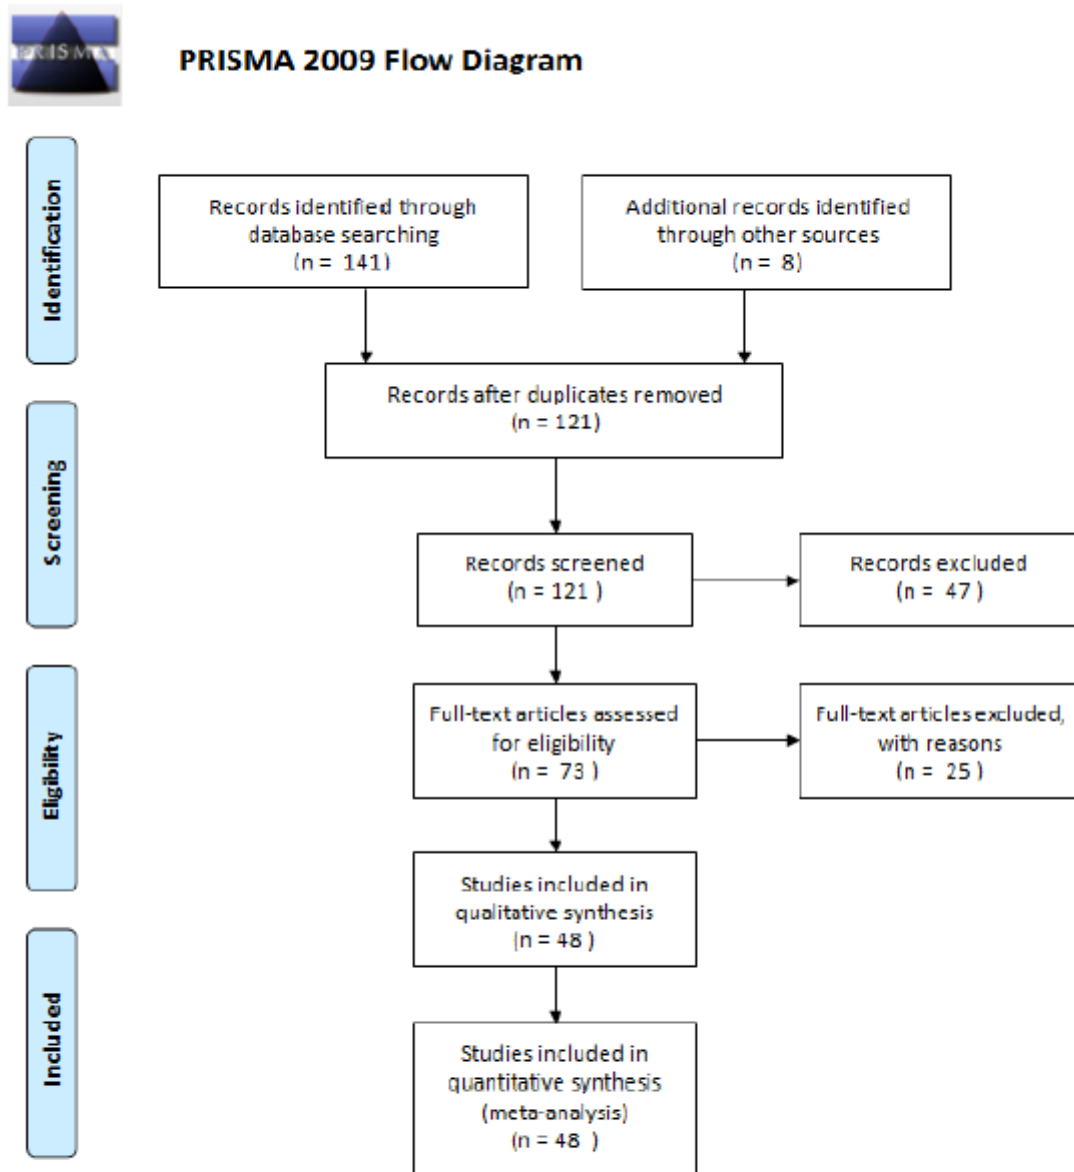 PRISMA
PRISMA 2009 Flow Diagram
Identification
Records identified through
database searching
(n = 141)
Additional records identified
through other sources
(n = 8)
Records after duplicates removed
(n = 121)
Screening
Records screened
(n = 121 )
Records excluded
(n = 47 )
Eligibility
Full-text articles assessed
for eligibility
(n = 73 )
Full-text articles excluded,
with reasons
(n = 25 )
Studies included in
qualitative synthesis
(n = 48 )
Included
Studies included in
quantitative synthesis
(meta-analysis)
(n = 48 )